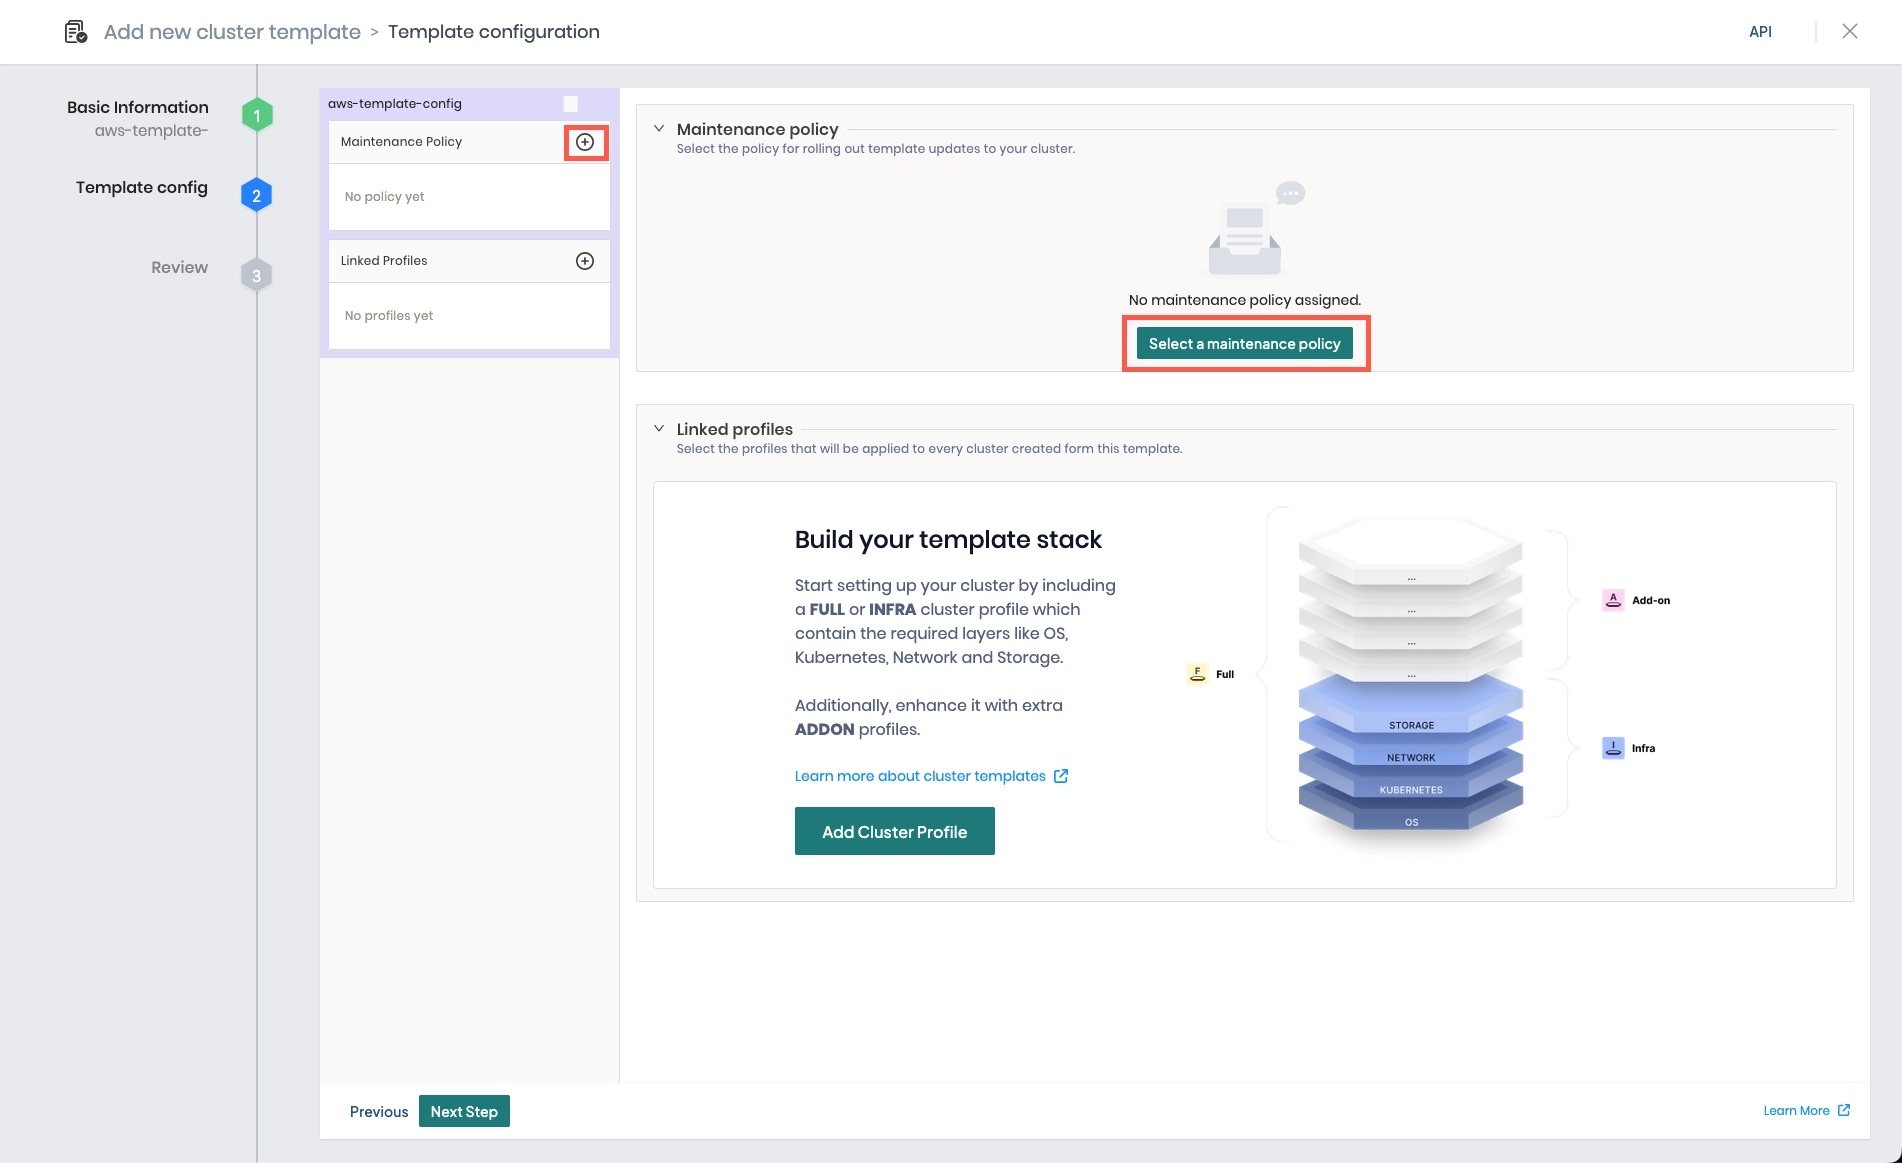 Add new cluster template > Template configuration
API
Basic Information
aws-template-
1
Template config
2
Review
3
aws-template-config
Maintenance Policy
No policy yet
Linked Profiles
No profiles yet
Maintenance policy
Select the policy for rolling out template updates to your cluster.
No maintenance policy assigned.
Select a maintenance policy
Linked profiles
Select the profiles that will be applied to every cluster created form this template.
Build your template stack
Start setting up your cluster by including
a FULL or INFRA cluster profile which
contain the required layers like OS,
Kubernetes, Network and Storage.
Additionally, enhance it with extra
ADDON profiles.
Learn more about cluster templates
Add Cluster Profile
F Full
...
...
...
...
STORAGE
NETWORK
KUBERNETES
OS
A Add-on
I Infra
Previous
Next Step
Learn More